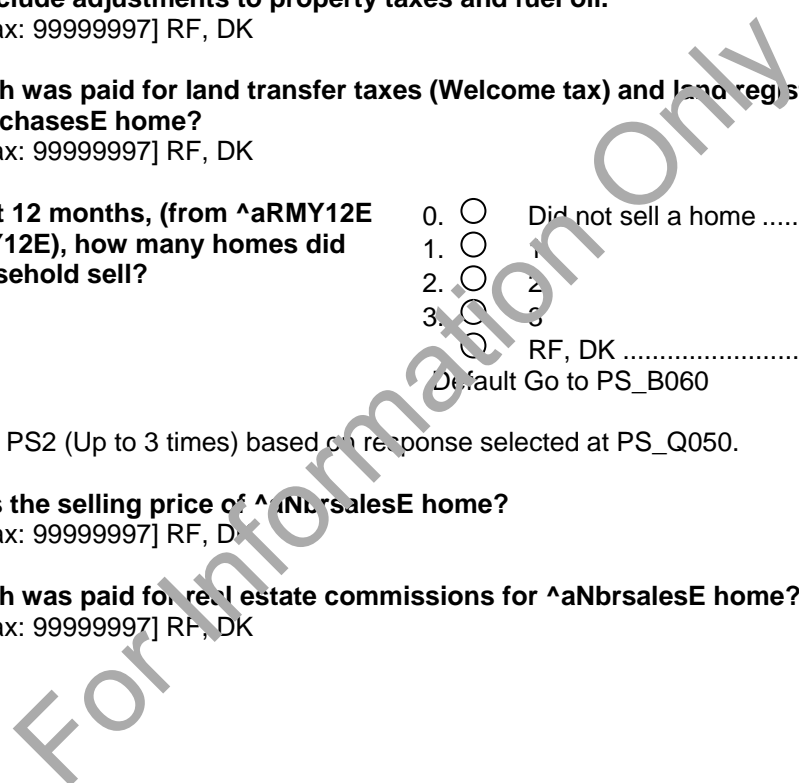 clude adjustments to property taxes and fuel oil.
ax: 99999997] RF, DK
h was paid for land transfer taxes (Welcome tax) and land regis
chasesE home?
ax: 99999997] RF, DK
t 12 months, (from ^aRMY12E
Y12E), how many homes did
sehold sell?
0. Did not sell a home .....
1. 1
2. 2
3. 3
RF, DK ........................
Default Go to PS_B060
PS2 (Up to 3 times) based on response selected at PS_Q050.
s the selling price of ^aNbrsalesE home?
ax: 99999997] RF, DK
h was paid for real estate commissions for ^aNbrsalesE home?
ax: 99999997] RF, DK
For Information Only